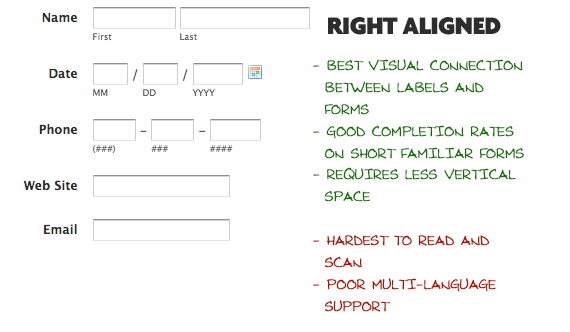 Name
First Last
Date / /
MM DD YYYY
Phone – –
(###) ### ####
Web Site
Email
RIGHT ALIGNED
- BEST VISUAL CONNECTION
BETWEEN LABELS AND
FORMS
- GOOD COMPLETION RATES
ON SHORT FAMILIAR FORMS
- REQUIRES LESS VERTICAL
SPACE
- HARDEST TO READ AND
SCAN
- POOR MULTI-LANGUAGE
SUPPORT